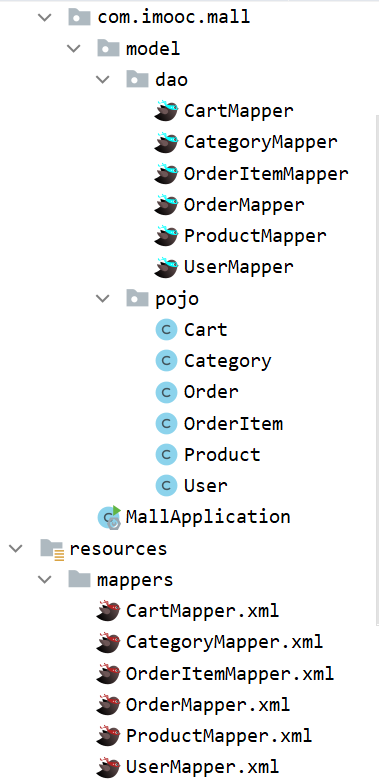 com.imooc.mall
model
dao
CartMapper
CategoryMapper
OrderItemMapper
OrderMapper
ProductMapper
UserMapper
pojo
C Cart
C Category
C Order
C OrderItem
C Product
C User
C MallApplication
resources
mappers
CartMapper.xml
CategoryMapper.xml
OrderItemMapper.xml
OrderMapper.xml
ProductMapper.xml
UserMapper.xml